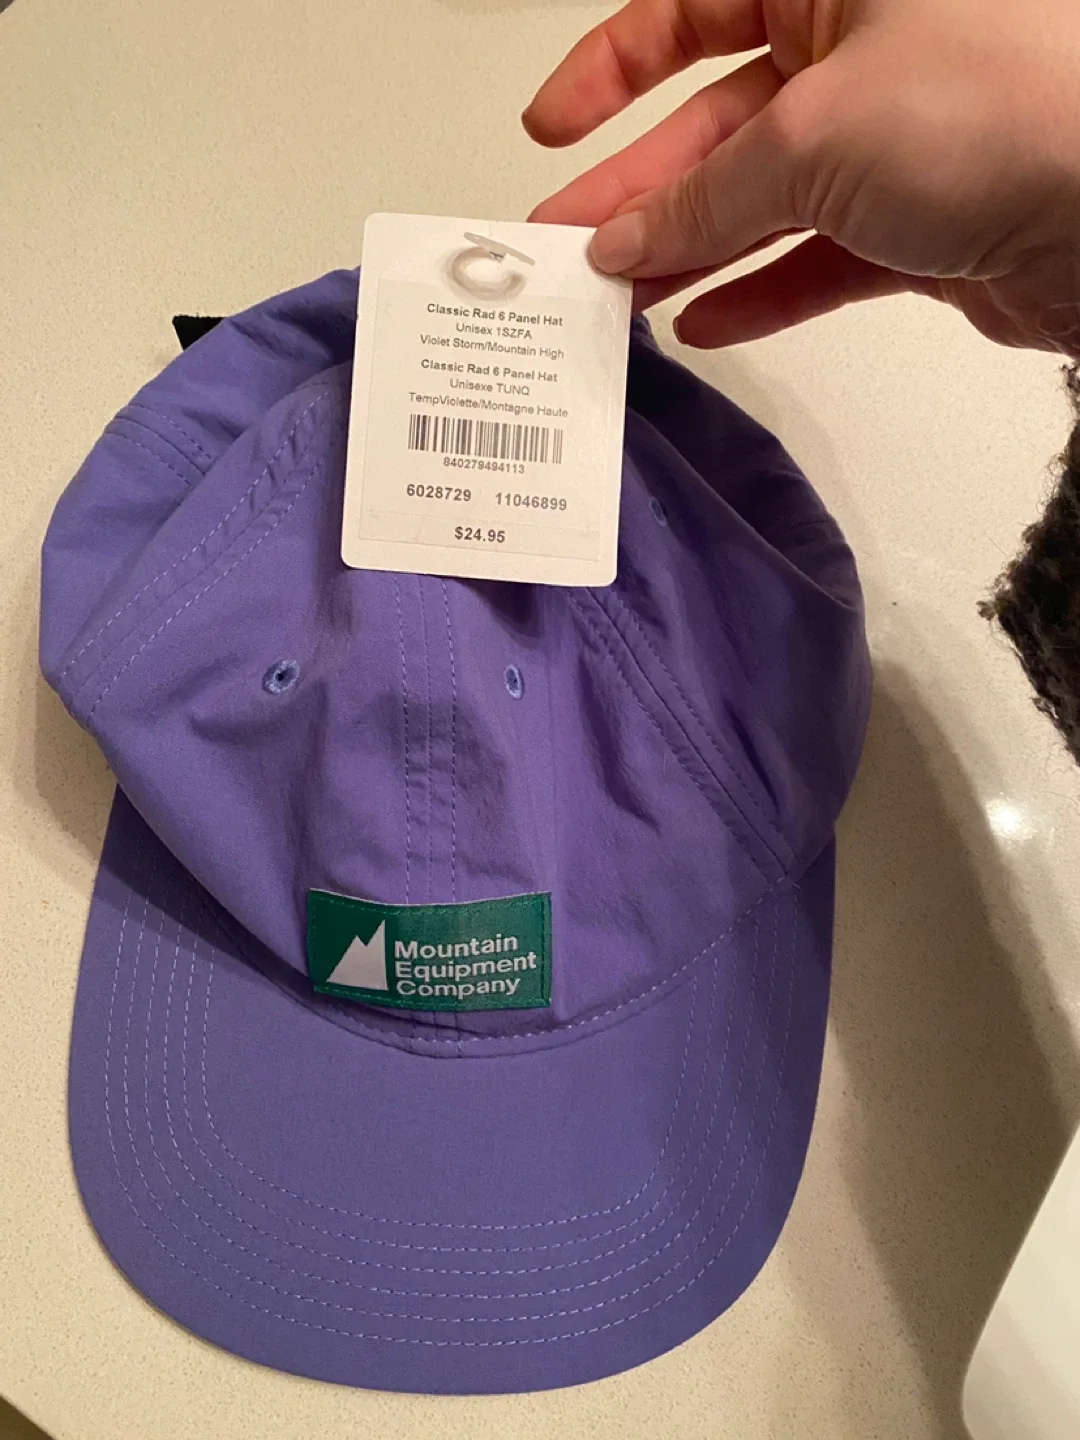 Classic Rad 6 Panel Hat
Unisex 1SZFA
Violet Storm/Mountain High
Classic Rad 6 Panel Hat
Unisexe TUNQ
TempViolette/Montagne Haute
840279494113
6028729 11046899
$24.95
Mountain
Equipment
Company